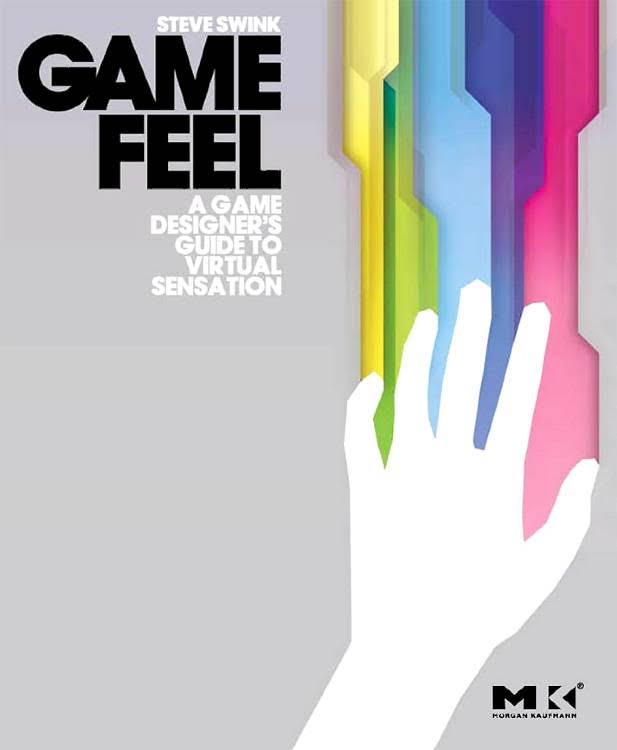 STEVE SWINK
GAME
FEEL
A GAME
DESIGNER'S
GUIDE TO
VIRTUAL
SENSATION
MK®
MORGAN KAUFMANN